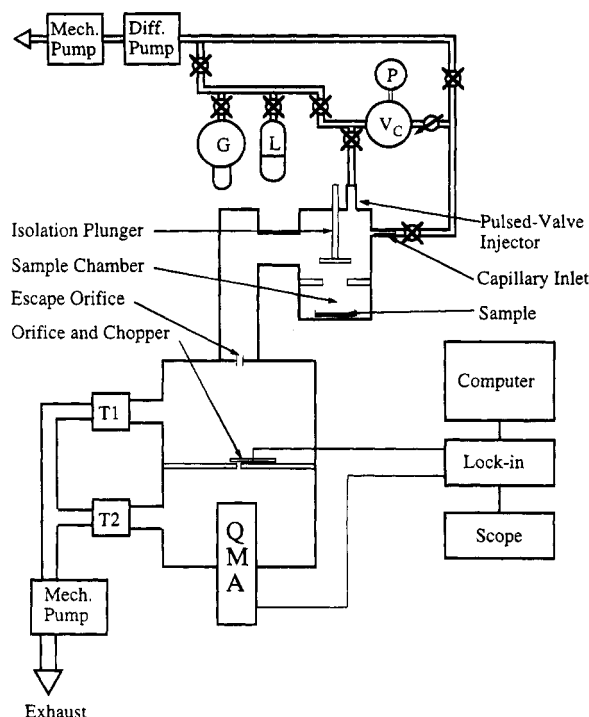 Mech.
Pump
Diff.
Pump
P
G
L
V_C
Isolation Plunger
Sample Chamber
Escape Orifice
Orifice and Chopper
Pulsed-Valve
Injector
Capillary Inlet
Sample
Computer
T1
Lock-in
T2
Scope
QMA
Mech.
Pump
Exhaust